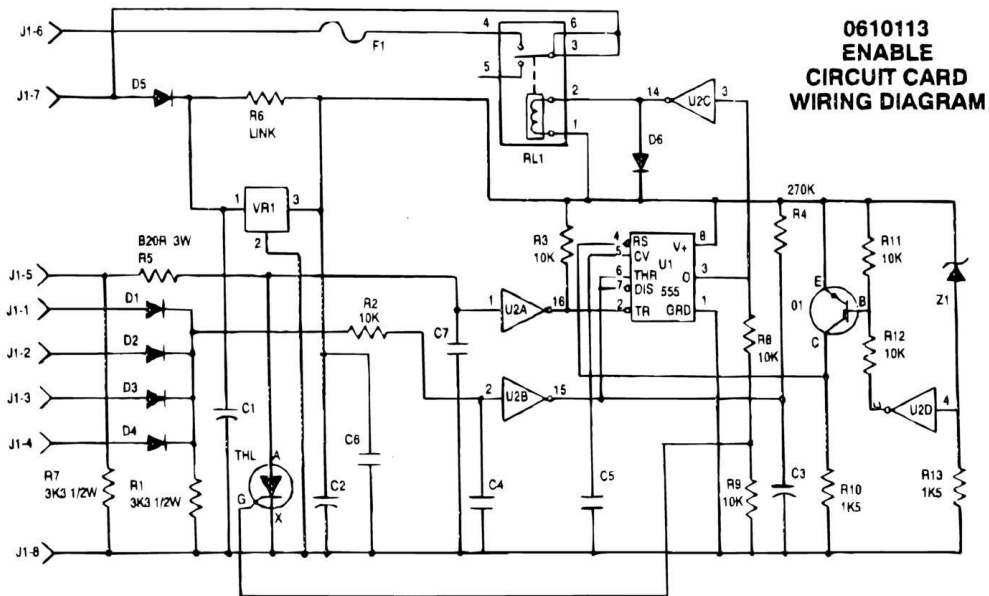 0610113
ENABLE
CIRCUIT CARD
WIRING DIAGRAM
J1-6
F1
4
6
3
5
J1-7
D5
R6
LINK
2
1
RL1
14
U2C
3
D6
1
VR1
3
2
270K
R4
B20R 3W
R5
J1-5
J1-1
D1
J1-2
D2
J1-3
D3
J1-4
D4
R2
10K
R3
10K
4
RS
V+
8
5
CV
U1
6
THR
O
3
7
DIS
555
2
TR
GRD
1
1
U2A
16
C7
2
U2B
15
R8
10K
E
01
B
C
R11
10K
R12
10K
Z1
U2D
4
C1
C6
THL
A
G
X
C2
C4
C5
R7
3K3 1/2W
R1
3K3 1/2W
R9
10K
C3
R10
1K5
R13
1K5
J1-8